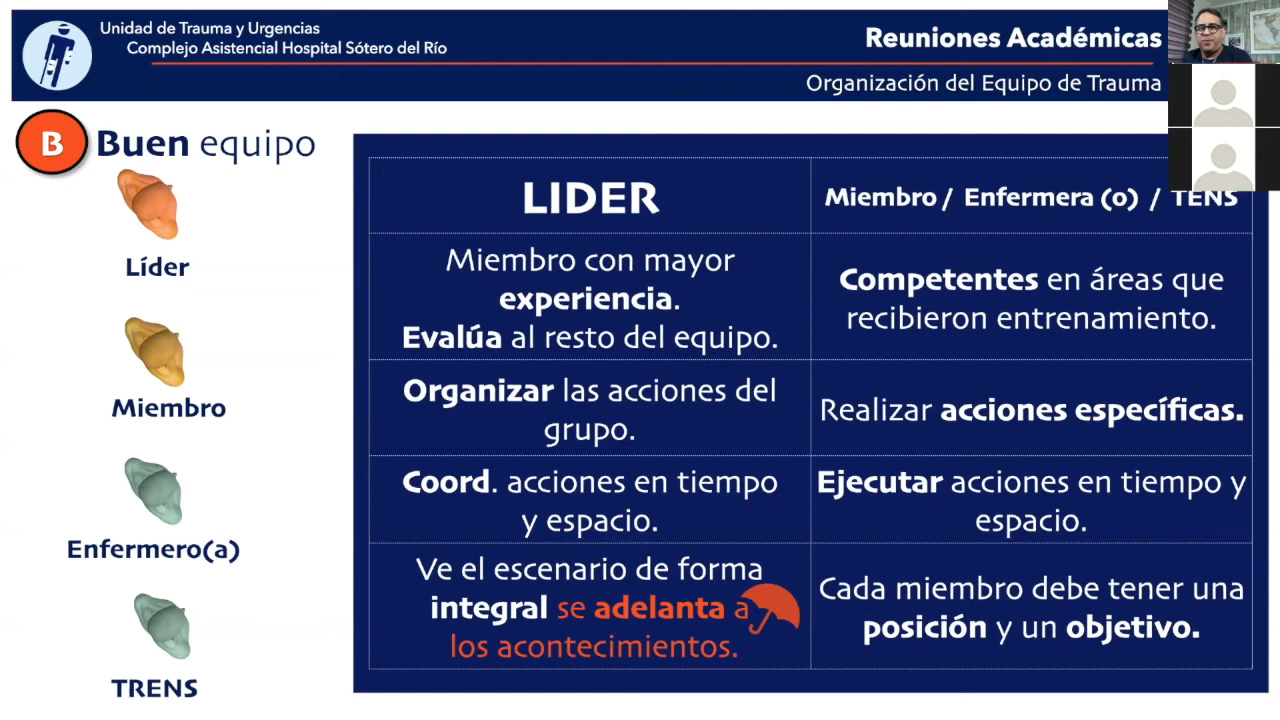 Unidad de Trauma y Urgencias
Complejo Asistencial Hospital Sótero del Río
Reuniones Académicas
Organización del Equipo de Trauma
B Buen equipo
Líder
Miembro
Enfermero(a)
TRENS
LIDER
Miembro / Enfermera (o) / TENS
Miembro con mayor
experiencia.
Evalúa al resto del equipo.
Competentes en áreas que
recibieron entrenamiento.
Organizar las acciones del
grupo.
Realizar acciones específicas.
Coord. acciones en tiempo
y espacio.
Ejecutar acciones en tiempo y
espacio.
Ve el escenario de forma
integral se adelanta a
los acontecimientos.
Cada miembro debe tener una
posición y un objetivo.